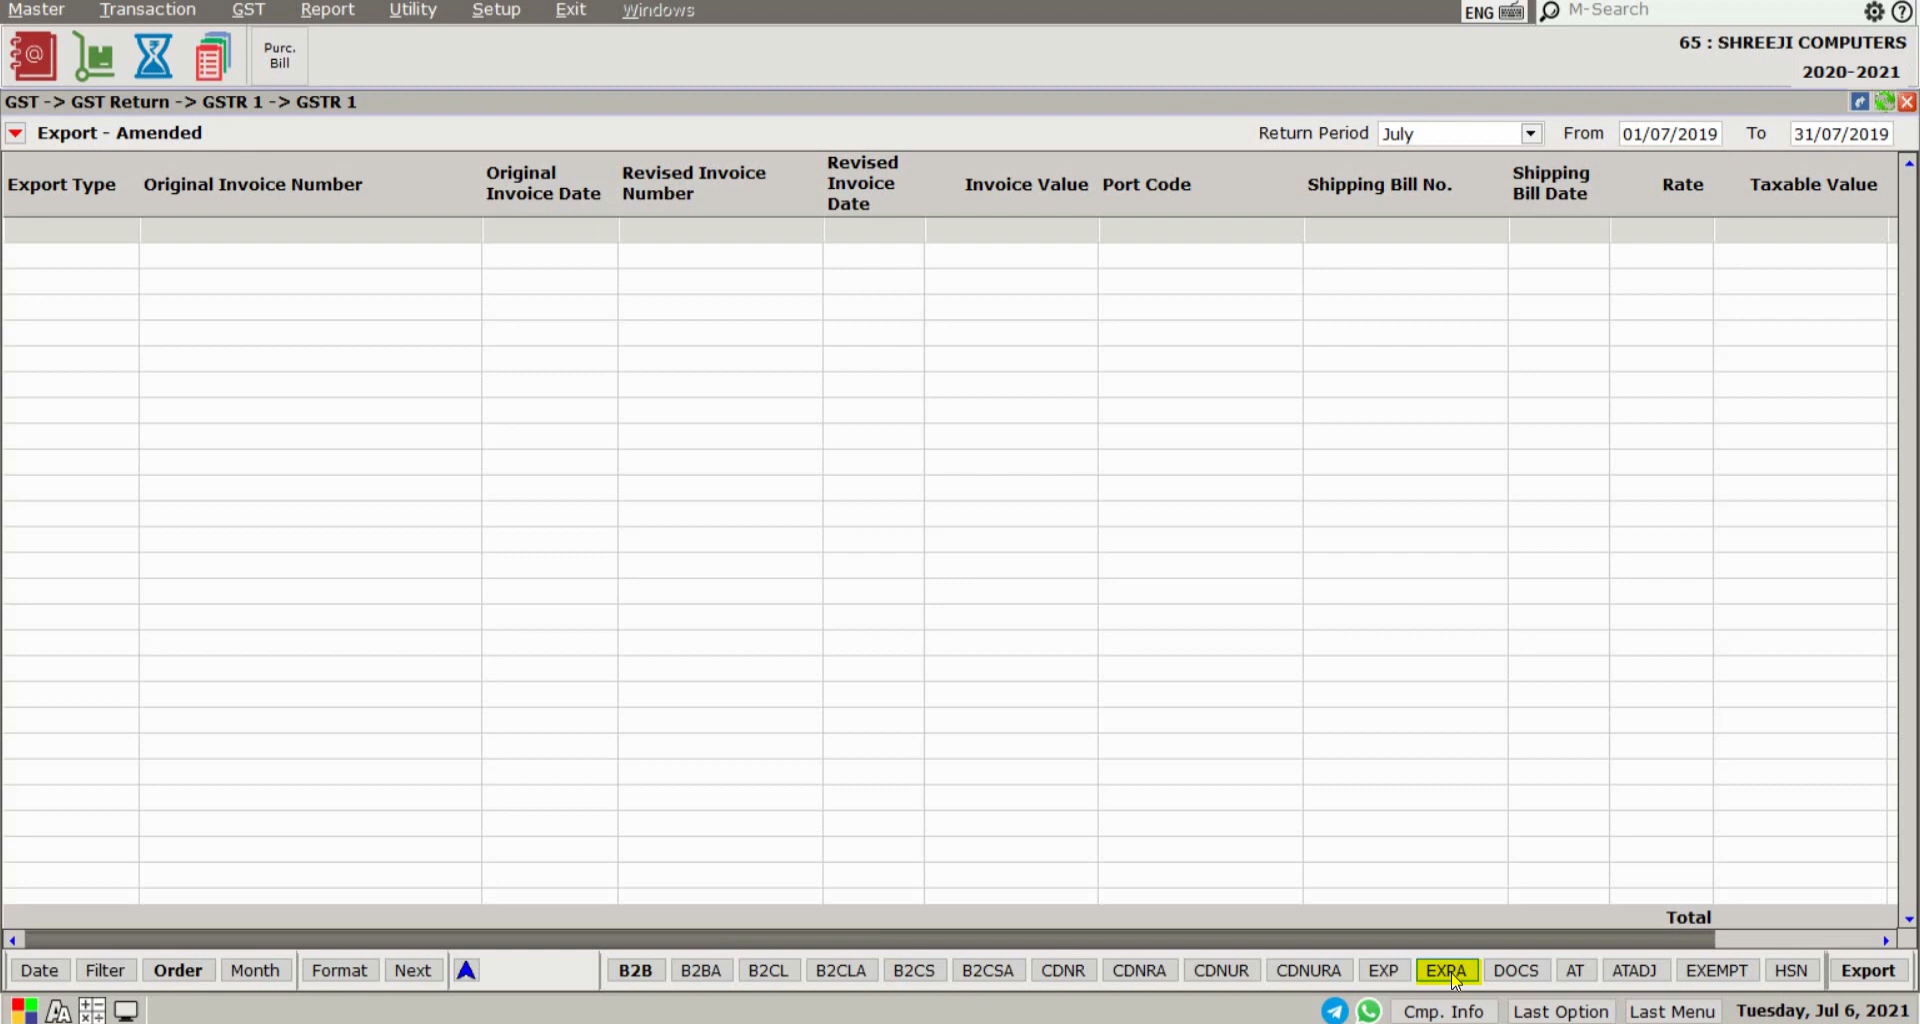 Master Transaction GST Report Utility Setup Exit Windows ENG M-Search
Purc.
Bill
65 : SHREEJI COMPUTERS
2020-2021
GST -> GST Return -> GSTR 1 -> GSTR 1
Export - Amended Return Period July From 01/07/2019 To 31/07/2019
Export Type
Original Invoice Number
Original
Invoice Date
Revised Invoice
Number
Revised
Invoice
Date
Invoice Value
Port Code
Shipping Bill No.
Shipping
Bill Date
Rate
Taxable Value
Total
Date Filter Order Month Format Next B2B B2BA B2CL B2CLA B2CS B2CSA CDNR CDNRA CDNUR CDNURA EXP EXPA DOCS AT ATADJ EXEMPT HSN Export
Cmp. Info Last Option Last Menu Tuesday, Jul 6, 2021